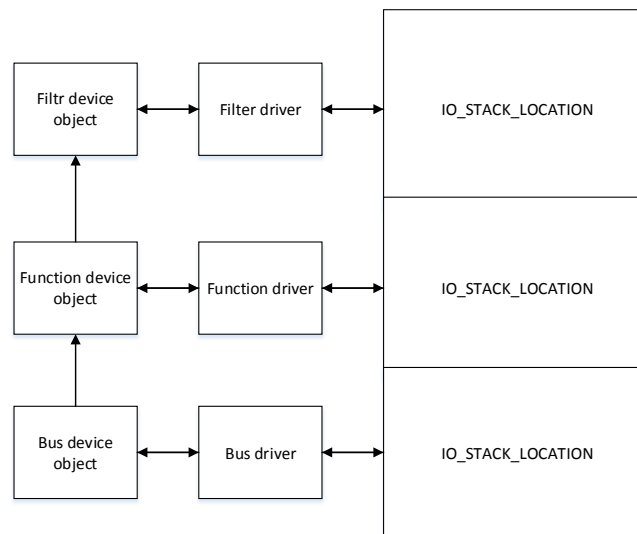 Filtr device
object
Filter driver
IO_STACK_LOCATION
Function device
object
Function driver
IO_STACK_LOCATION
Bus device
object
Bus driver
IO_STACK_LOCATION